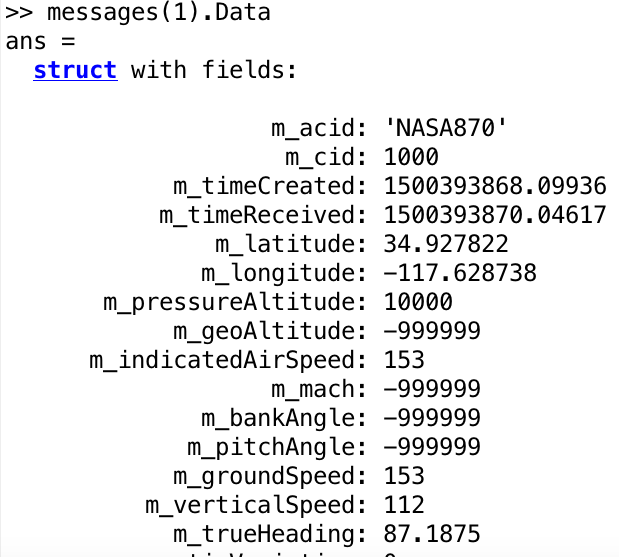 >> messages(1).Data
ans =
struct with fields:
m_acid: 'NASA870'
m_cid: 1000
m_timeCreated: 1500393868.09936
m_timeReceived: 1500393870.04617
m_latitude: 34.927822
m_longitude: -117.628738
m_pressureAltitude: 10000
m_geoAltitude: -999999
m_indicatedAirSpeed: 153
m_mach: -999999
m_bankAngle: -999999
m_pitchAngle: -999999
m_groundSpeed: 153
m_verticalSpeed: 112
m_trueHeading: 87.1875